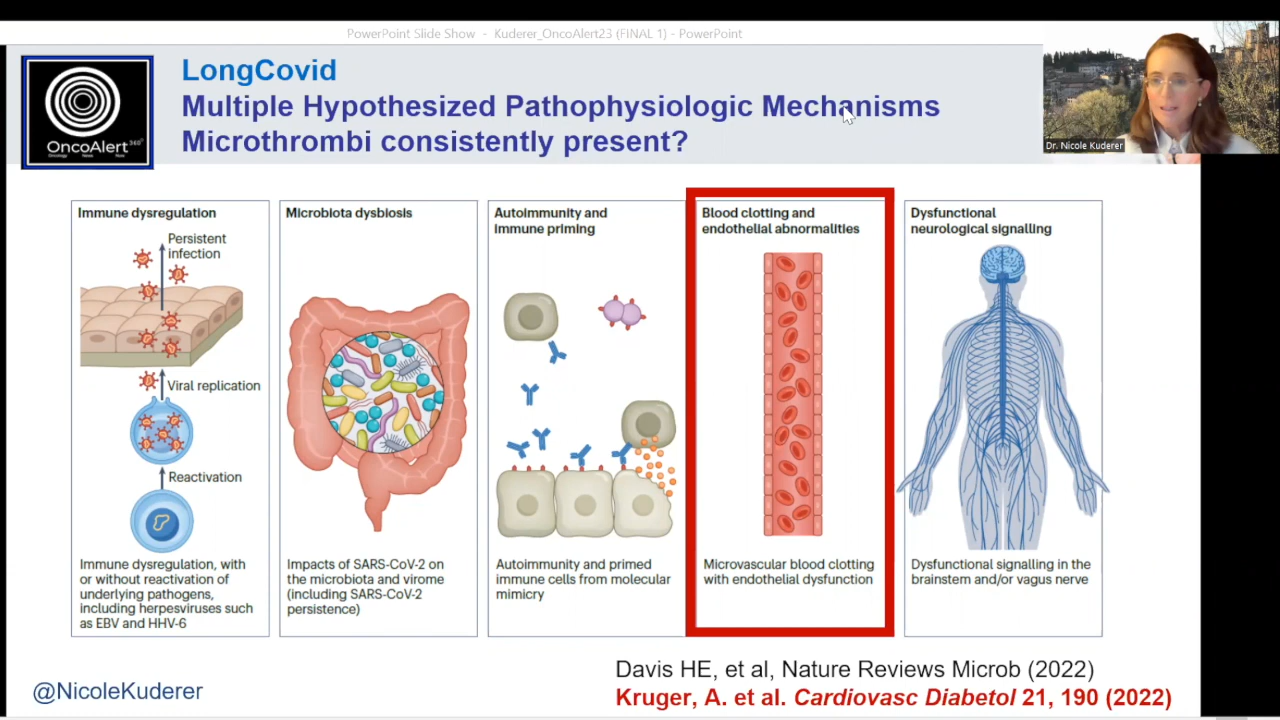 PowerPoint Slide Show - Kuderer_OncoAlert23 (FINAL 1) - PowerPoint
LongCovid
Multiple Hypothesized Pathophysiologic Mechanisms
Microthrombi consistently present?
OncoAlert 360°
Oncology News Now
Dr. Nicole Kuderer
Immune dysregulation
Persistent
infection
Viral replication
Reactivation
Immune dysregulation, with
or without reactivation of
underlying pathogens,
including herpesviruses such
as EBV and HHV-6
Microbiota dysbiosis
Impacts of SARS-CoV-2 on
the microbiota and virome
(including SARS-CoV-2
persistence)
Autoimmunity and
immune priming
Autoimmunity and primed
immune cells from molecular
mimicry
Blood clotting and
endothelial abnormalities
Microvascular blood clotting
with endothelial dysfunction
Dysfunctional
neurological signalling
Dysfunctional signalling in the
brainstem and/or vagus nerve
@NicoleKuderer
Davis HE, et al, Nature Reviews Microb (2022)
Kruger, A. et al. Cardiovasc Diabetol 21, 190 (2022)